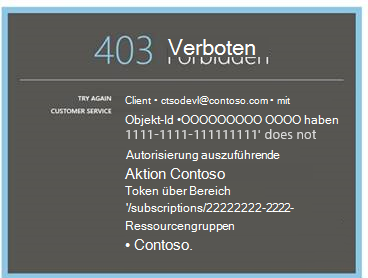 403 Verboten
Forbidden
TRY AGAIN
CUSTOMER SERVICE
Client • ctsodevl@contoso.com • mit
Objekt-Id •OOOOOOOOO OOOO haben
1111-1111-111111111' does not
Autorisierung auszuführende
Aktion Contoso
Token über Bereich
'/subscriptions/22222222-2222-
Ressourcengruppen
• Contoso.